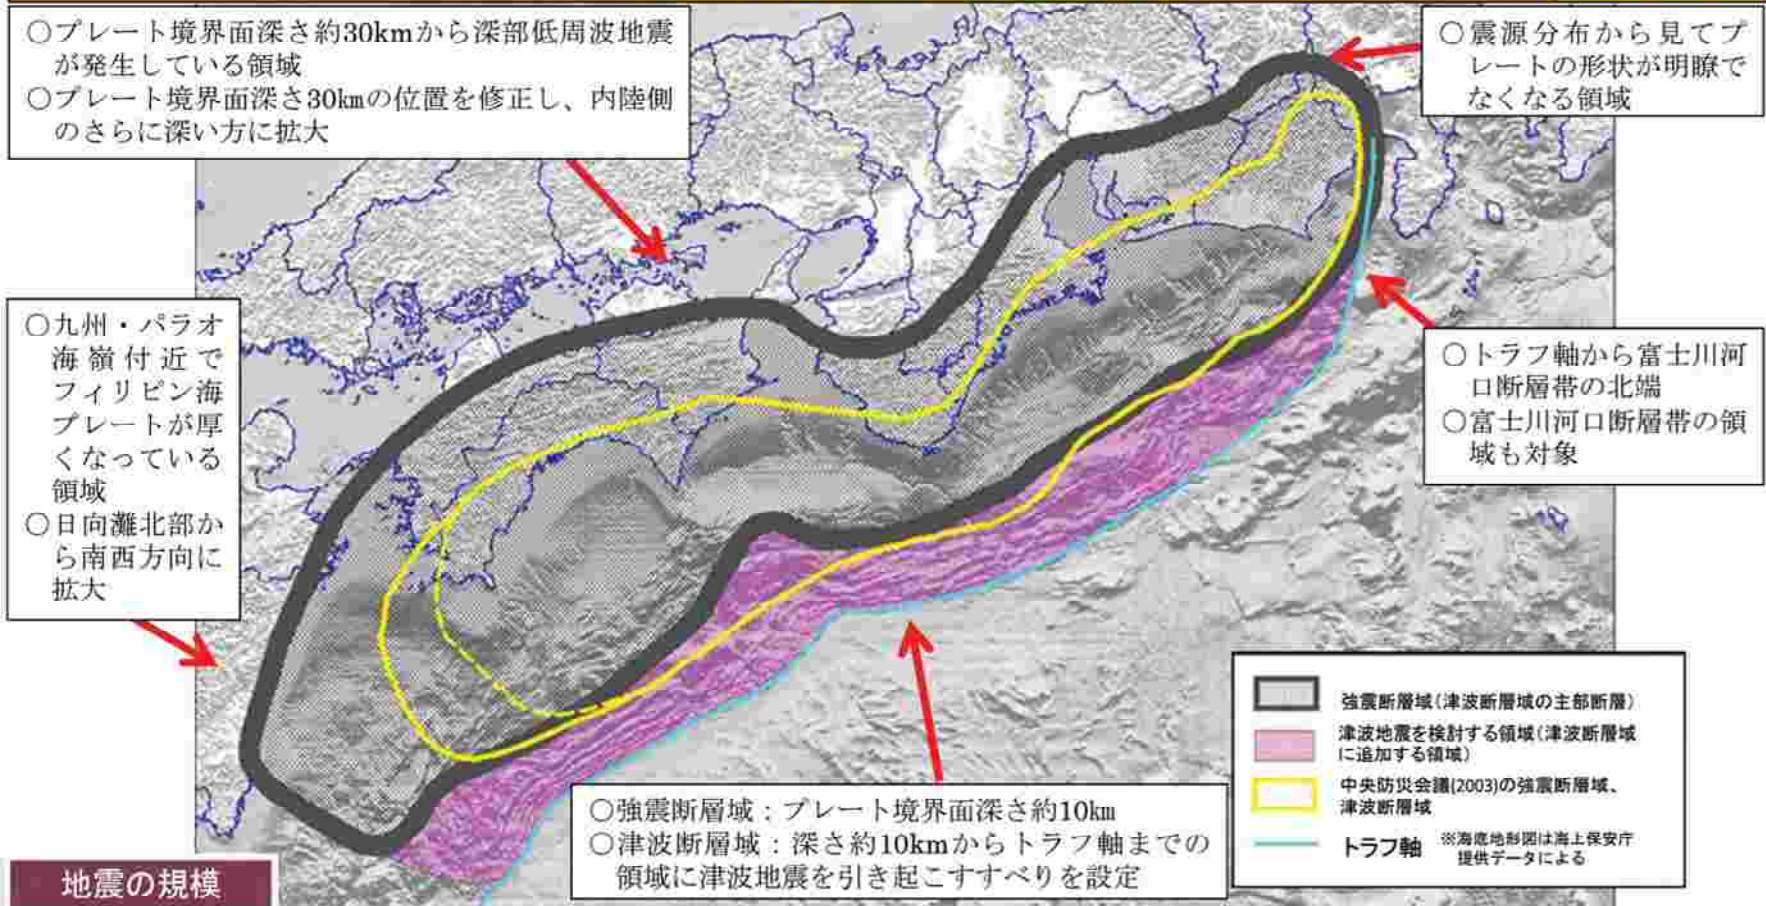 ○プレート境界面深さ約30kmから深部低周波地震
が発生している領域
○プレート境界面深さ30㎞の位置を修正し、内陸側
のさらに深い方に拡大
○震源分布から見てプ
レートの形状が明瞭で
なくなる領域
○九州・パラオ
海嶺付近で
フィリピン海
プレートが厚
くなっている
領域
○日向灘北部か
ら南西方向に
拡大
○トラフ軸から富士川河
口断層帯の北端
○富士川河口断層帯の領
域も対象
○強震断層域：プレート境界面深さ約10㎞
○津波断層域：深さ約10kmからトラフ軸までの
領域に津波地震を引き起こすすべりを設定
強震断層域(津波断層域の主部断層)
津波地震を検討する領域(津波断層域
に追加する領域)
中央防災会議(2003)の強震断層域、
津波断層域
トラフ軸 ※海底地形図は海上保安庁
提供データによる
地震の規模